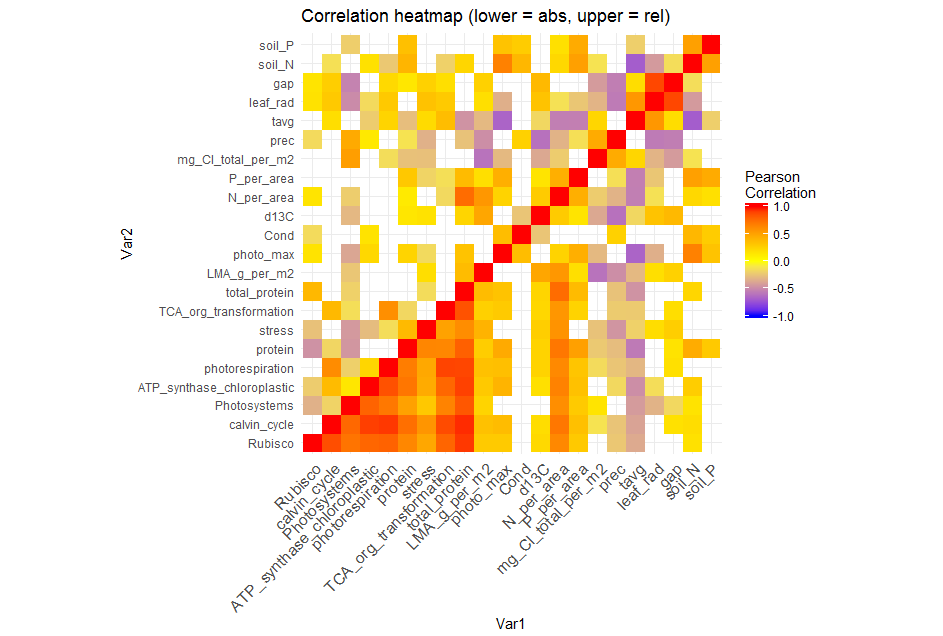 Correlation heatmap (lower = abs, upper = rel)
soil_P
soil_N
gap
leaf_rad
tavg
prec
mg_Cl_total_per_m2
P_per_area
N_per_area
d13C
Cond
photo_max
LMA_g_per_m2
total_protein
TCA_org_transformation
stress
protein
photorespiration
ATP_synthase_chloroplastic
Photosystems
calvin_cycle
Rubisco
Var2
Rubisco
calvin_cycle
Photosystems
ATP_synthase_chloroplastic
photorespiration
protein
stress
TCA_org_transformation
total_protein
LMA_g_per_m2
photo_max
Cond
d13C
N_per_area
P_per_area
mg_Cl_total_per_m2
prec
tavg
leaf_rad
gap
soil_N
soil_P
Var1
Pearson
Correlation
1.0
0.5
0.0
-0.5
-1.0